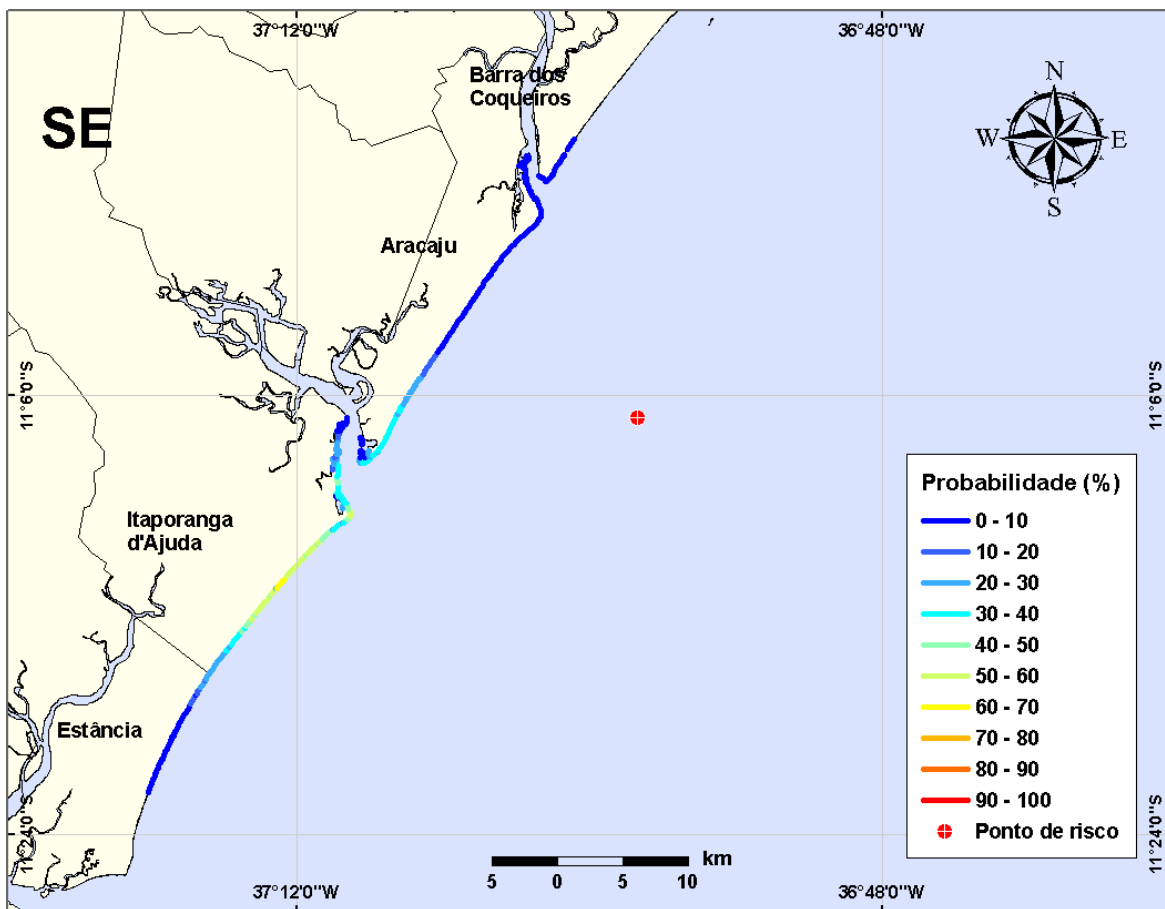 37°12'0"W
36°48'0"W
Barra dos
Coqueiros
SE
N
W
E
S
Aracaju
11°6'0"S
11°6'0"S
Itaporanga
d'Ajuda
Estância
Probabilidade (%)
0 - 10
10 - 20
20 - 30
30 - 40
40 - 50
50 - 60
60 - 70
70 - 80
80 - 90
90 - 100
Ponto de risco
11°24'0"S
11°24'0"S
km
5
0
5
10
37°12'0"W
36°48'0"W